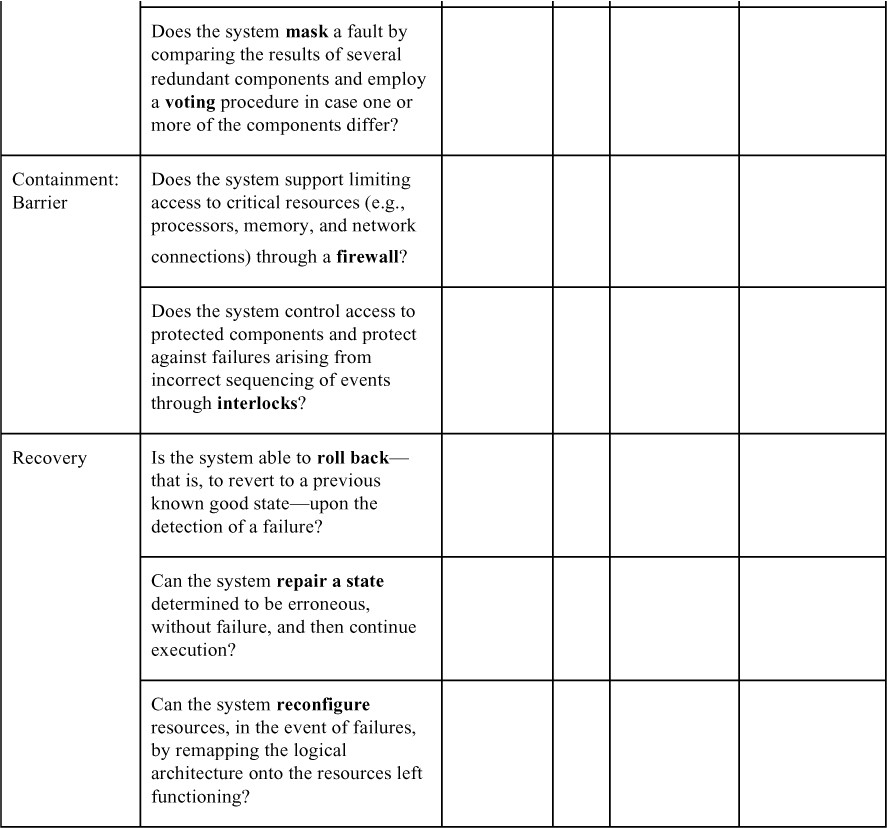 Does the system mask a fault by
comparing the results of several
redundant components and employ
a voting procedure in case one or
more of the components differ?
Containment:
Barrier
Does the system support limiting
access to critical resources (e.g.,
processors, memory, and network
connections) through a firewall?
Does the system control access to
protected components and protect
against failures arising from
incorrect sequencing of events
through interlocks?
Recovery
Is the system able to roll back—
that is, to revert to a previous
known good state—upon the
detection of a failure?
Can the system repair a state
determined to be erroneous,
without failure, and then continue
execution?
Can the system reconfigure
resources, in the event of failures,
by remapping the logical
architecture onto the resources left
functioning?